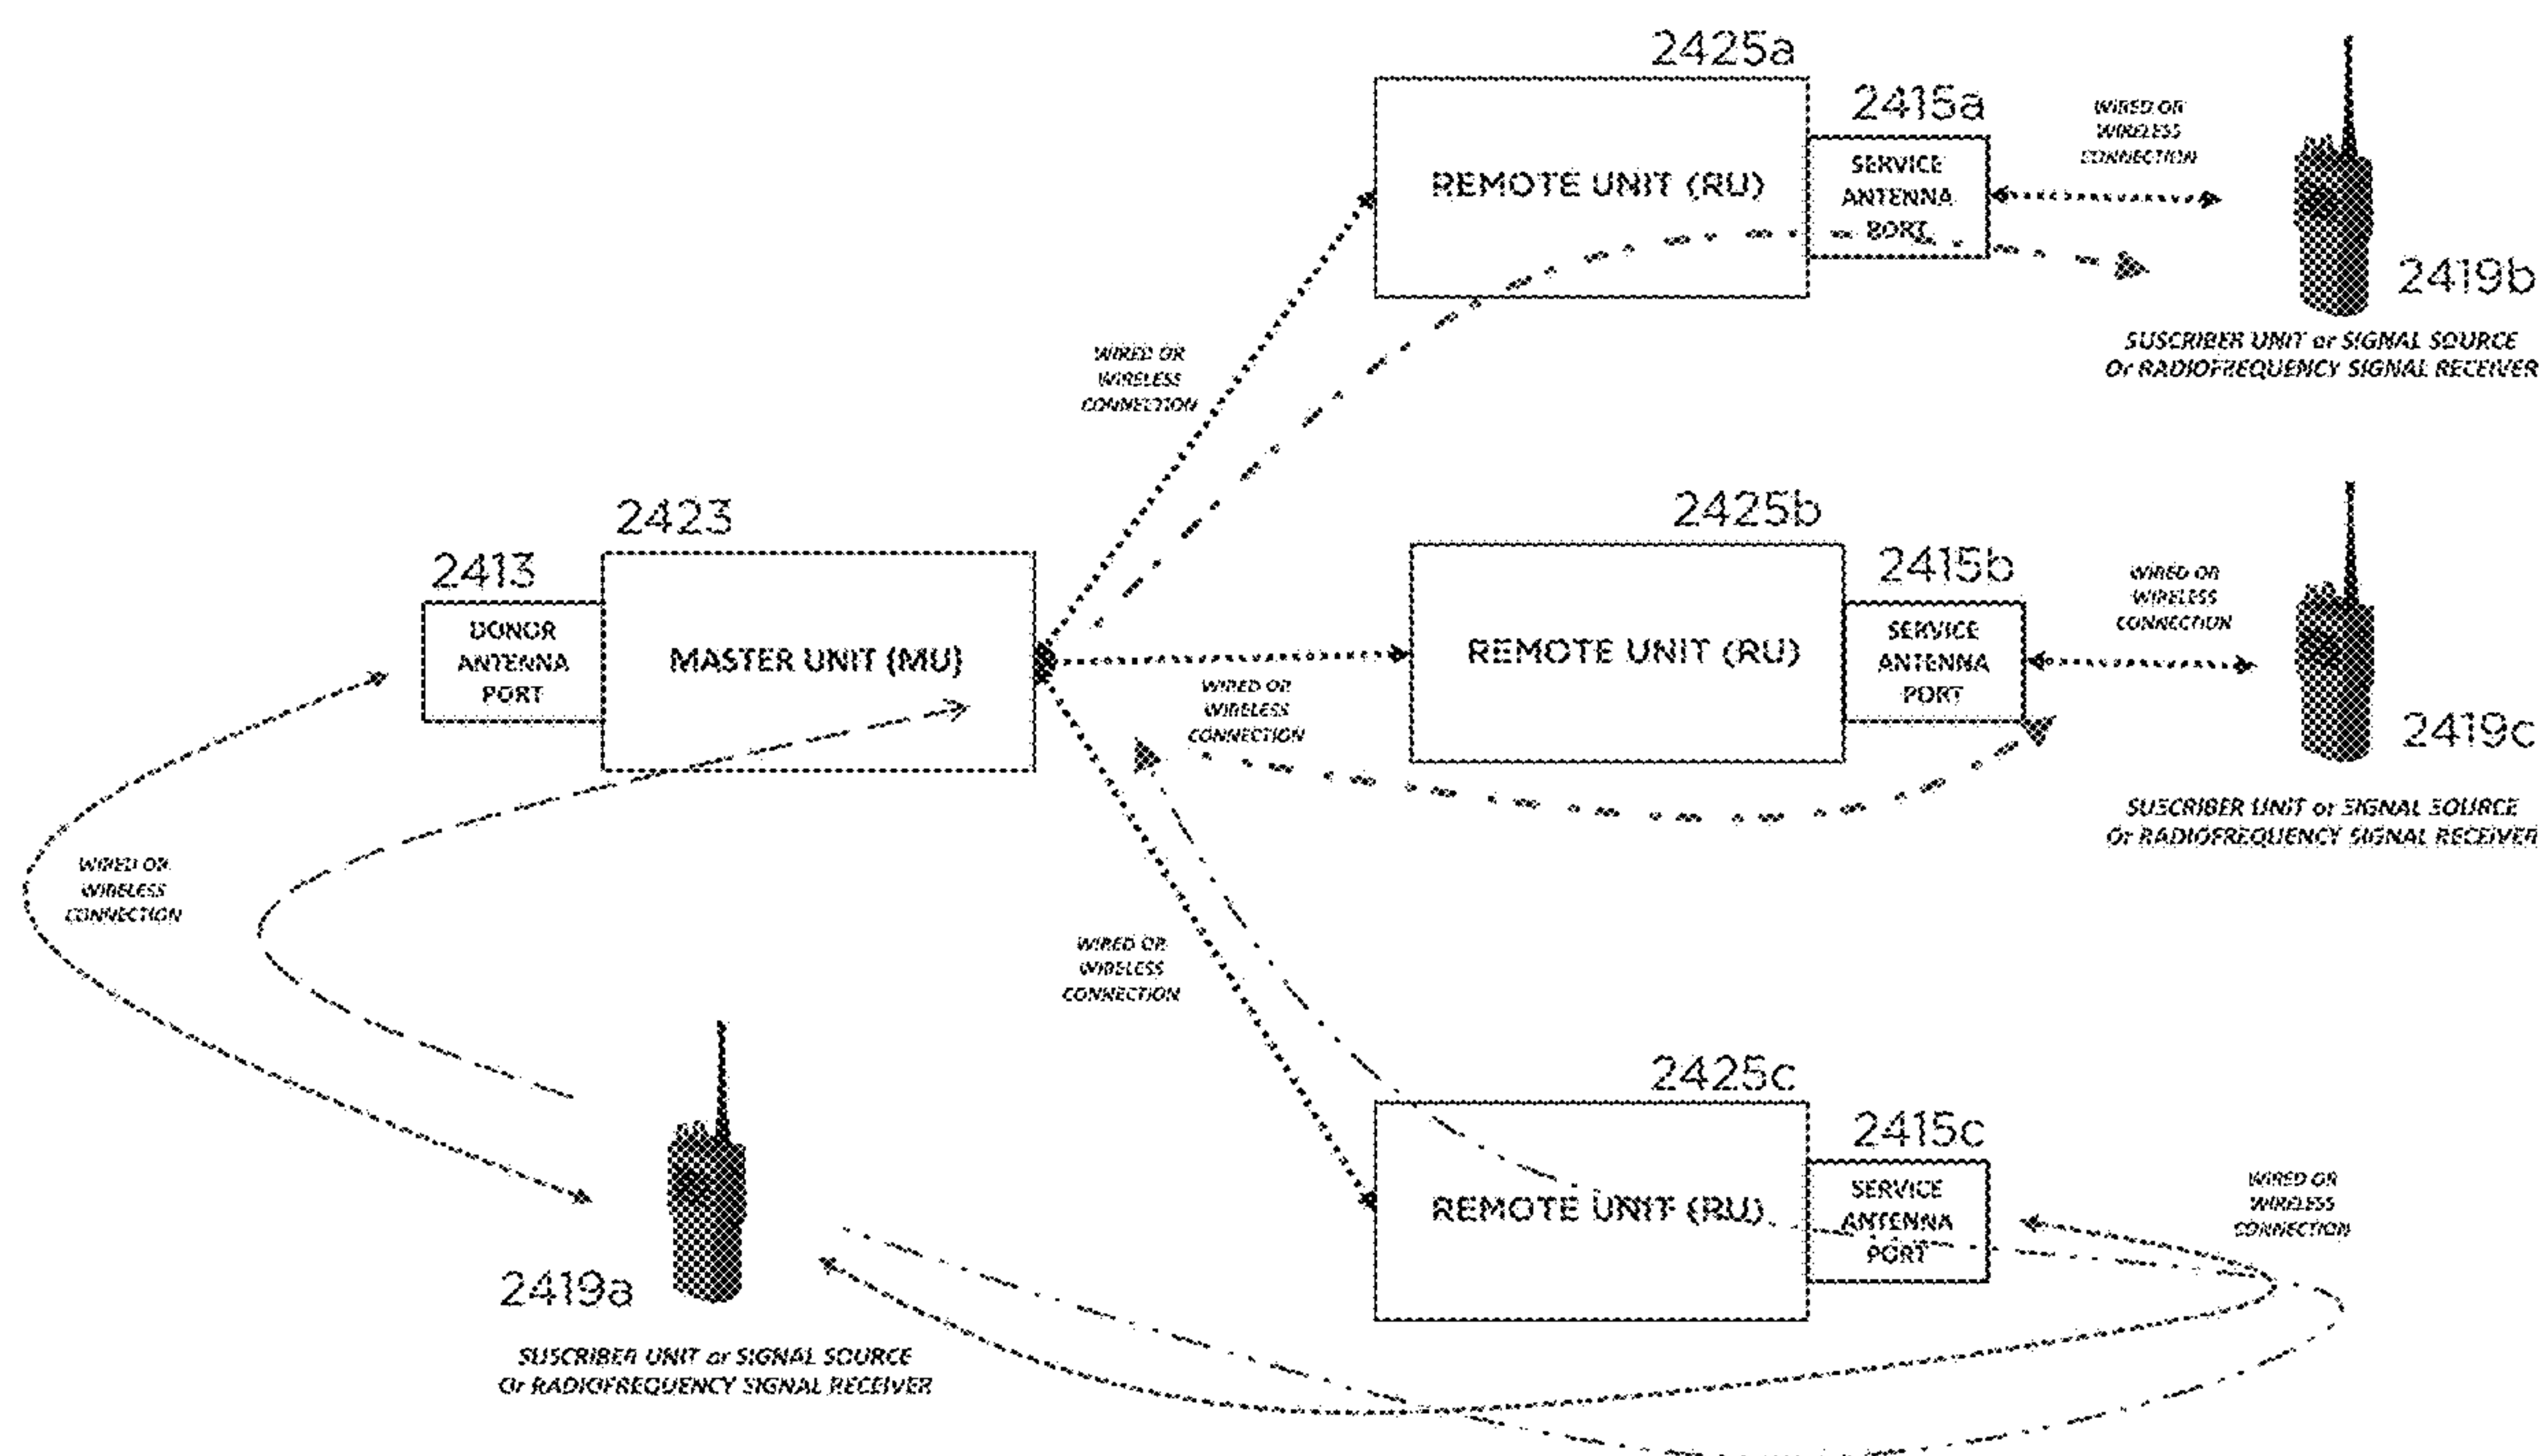 2425a
2415a
REMOTE UNIT (RU)
SERVICE
ANTENNA
PORT
WIRED OR
WIRELESS
CONNECTION
2419b
SUSCRIBER UNIT or SIGNAL SOURCE
Or RADIOFREQUENCY SIGNAL RECEIVER
WIRED OR
WIRELESS
CONNECTION
2423
2413
DONOR
ANTENNA
PORT
MASTER UNIT (MU)
WIRED OR
WIRELESS
CONNECTION
2425b
2415b
REMOTE UNIT (RU)
SERVICE
ANTENNA
PORT
WIRED OR
WIRELESS
CONNECTION
2419c
SUSCRIBER UNIT or SIGNAL SOURCE
Or RADIOFREQUENCY SIGNAL RECEIVER
WIRED OR
WIRELESS
CONNECTION
WIRED OR
WIRELESS
CONNECTION
2425c
2415c
REMOTE UNIT (RU)
SERVICE
ANTENNA
PORT
WIRED OR
WIRELESS
CONNECTION
2419a
SUSCRIBER UNIT or SIGNAL SOURCE
Or RADIOFREQUENCY SIGNAL RECEIVER